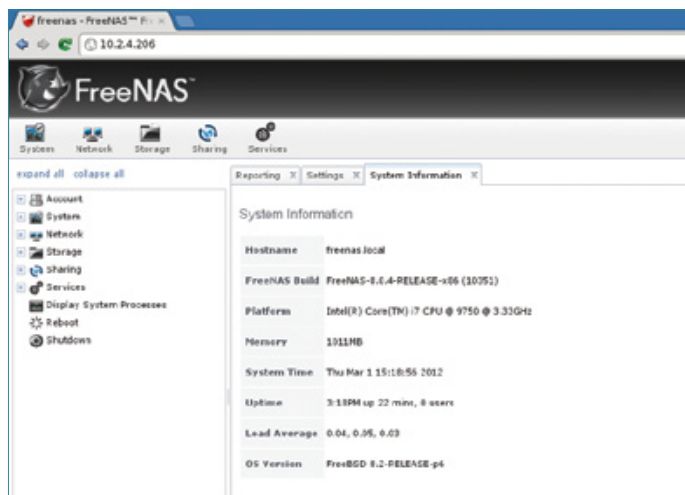 freenas - FreeNAS™ Fr
10.2.4.206
FreeNAS™
System Network Storage Sharing Services
expand all collapse all
Account
System
Network
Storage
Sharing
Services
Display System Processes
Reboot
Shutdown
Reporting X Settings X System Information X
System Information
Hostname freenas.local
FreeNAS Build FreeNAS-8.0.4-RELEASE-x86 (10351)
Platform Intel(R) Core(TM) i7 CPU @ 9750 @ 3.33GHz
Memory 1011MB
System Time Thu Mar 1 15:18:56 2012
Uptime 3:18PM up 22 mins, 0 users
Load Average 0.04, 0.05, 0.03
OS Version FreeBSD 8.2-RELEASE-p6